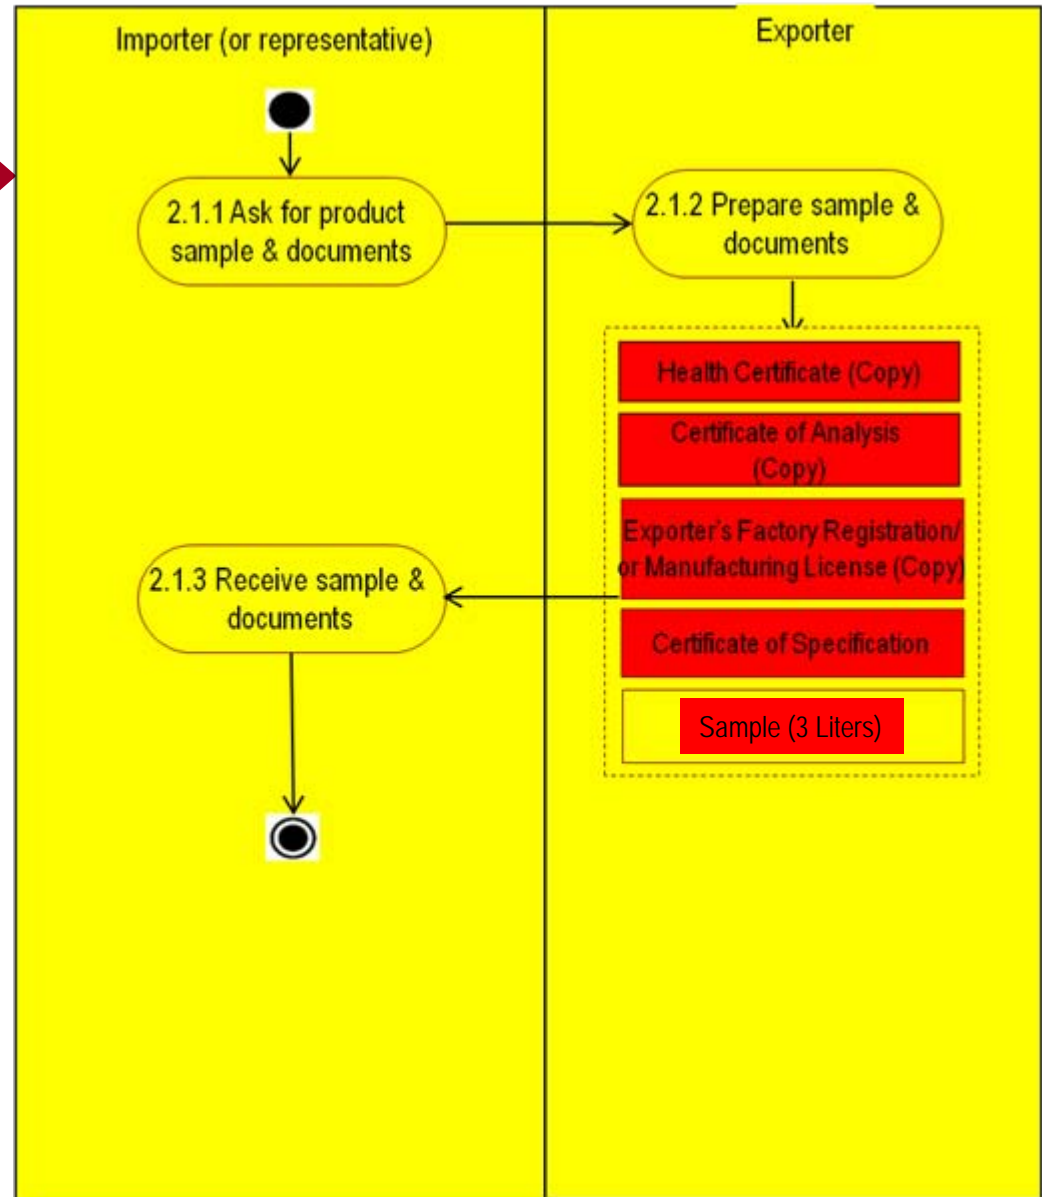 Importer (or representative)
Exporter
2.1.1 Ask for product
sample & documents
2.1.2 Prepare sample &
documents
Health Certificate (Copy)
Certificate of Analysis
(Copy)
Exporter's Factory Registration/
or Manufacturing License (Copy)
2.1.3 Receive sample &
documents
Certificate of Specification
Sample (3 Liters)